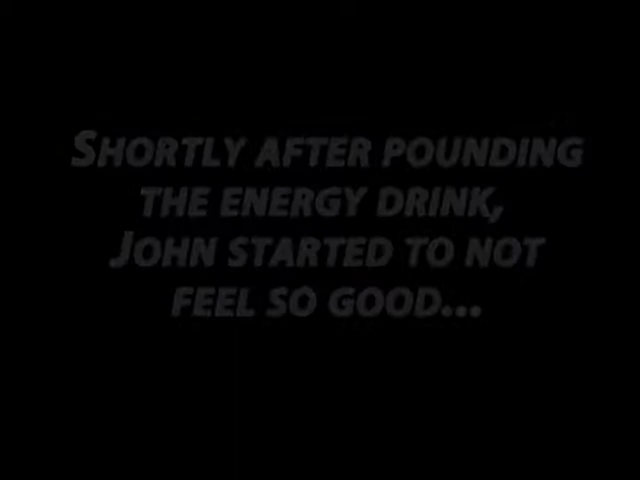 SHORTLY AFTER POUNDING
THE ENERGY DRINK,
JOHN STARTED TO NOT
FEEL SO GOOD...